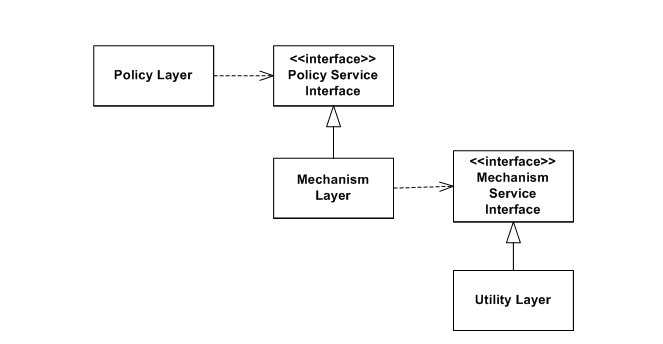 Policy Layer
<<interface>>
Policy Service
Interface
Mechanism
Layer
<<interface>>
Mechanism
Service
Interface
Utility Layer